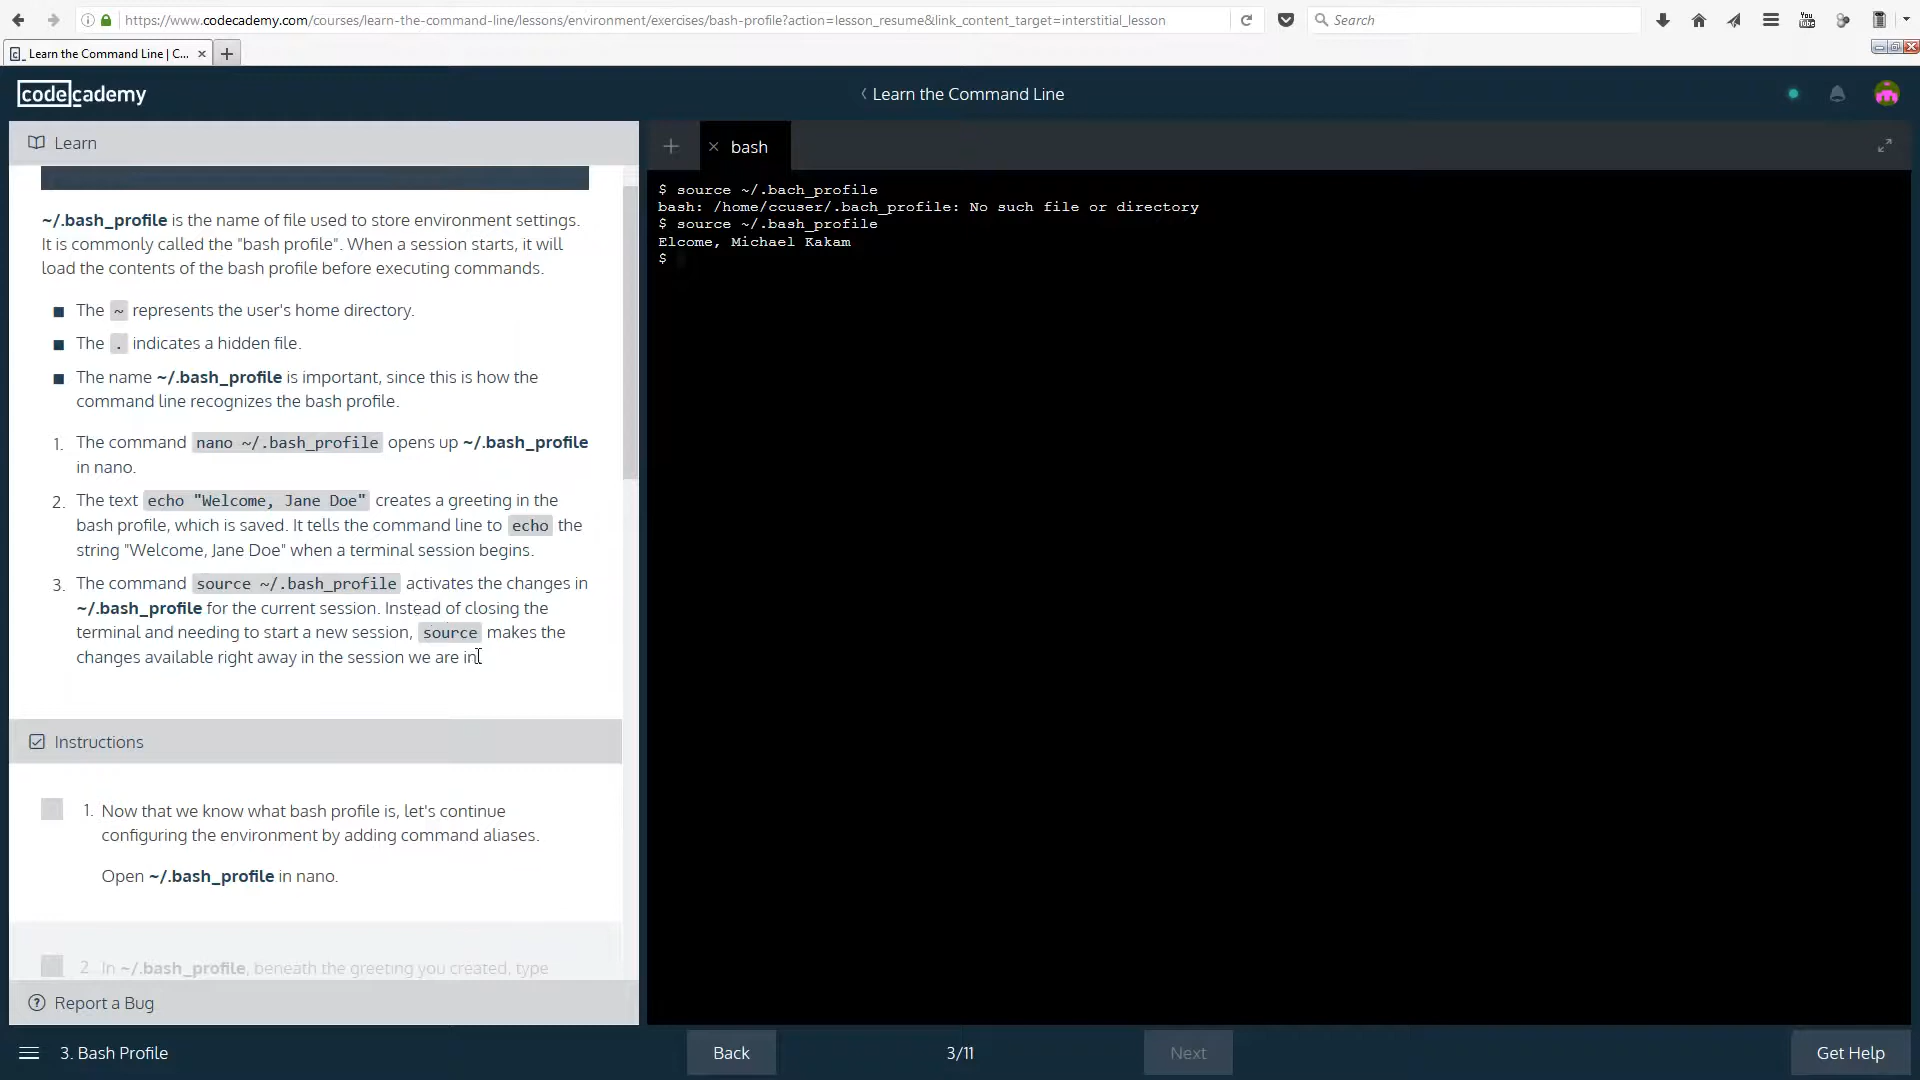 https://www.codecademy.com/courses/learn-the-command-line/lessons/environment/exercises/bash-profile?action=lesson_resume&link_content_target=interstitial_lesson
Search
You Tube
Learn the Command Line | C...
codecademy
Learn the Command Line
Learn
bash
~/.bash_profile is the name of file used to store environment settings.
It is commonly called the "bash profile". When a session starts, it will
load the contents of the bash profile before executing commands.
The ~ represents the user's home directory.
The . indicates a hidden file.
The name ~/.bash_profile is important, since this is how the
command line recognizes the bash profile.
1. The command nano ~/.bash_profile opens up ~/.bash_profile
in nano.
2. The text echo "Welcome, Jane Doe" creates a greeting in the
bash profile, which is saved. It tells the command line to echo the
string "Welcome, Jane Doe" when a terminal session begins.
3. The command source ~/.bash_profile activates the changes in
~/.bash_profile for the current session. Instead of closing the
terminal and needing to start a new session, source makes the
changes available right away in the session we are in.
Instructions
1. Now that we know what bash profile is, let's continue
configuring the environment by adding command aliases.
Open ~/.bash_profile in nano.
2. In ~/.bash_profile, beneath the greeting you created, type
Report a Bug
$ source ~/.bach_profile
bash: /home/ccuser/.bach_profile: No such file or directory
$ source ~/.bash_profile
Elcome, Michael Kakam
$
3. Bash Profile
Back
3/11
Next
Get Help